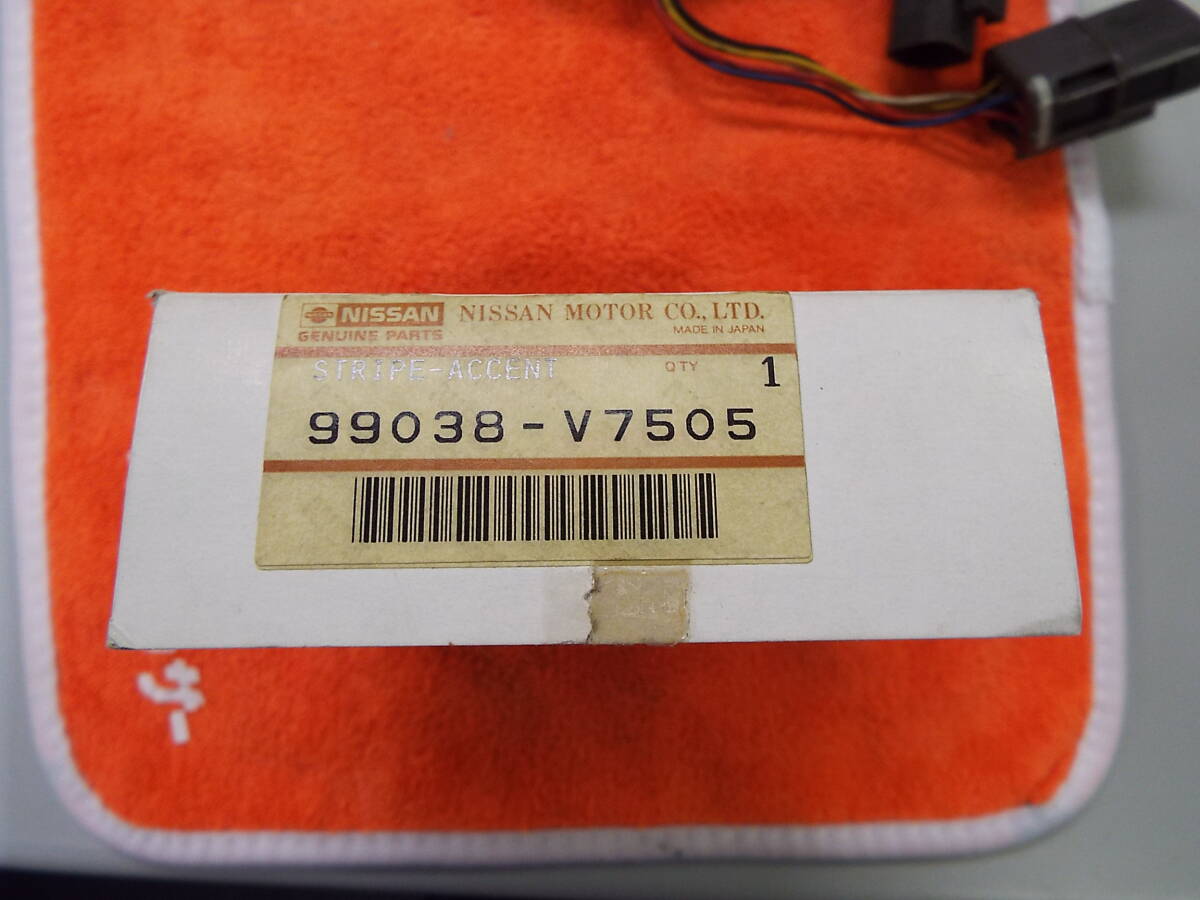 NISSAN NISSAN MOTOR CO., LTD.
GENUINE PARTS MADE IN JAPAN
STRIPE-ACCENT QTY 1
99038-V7505